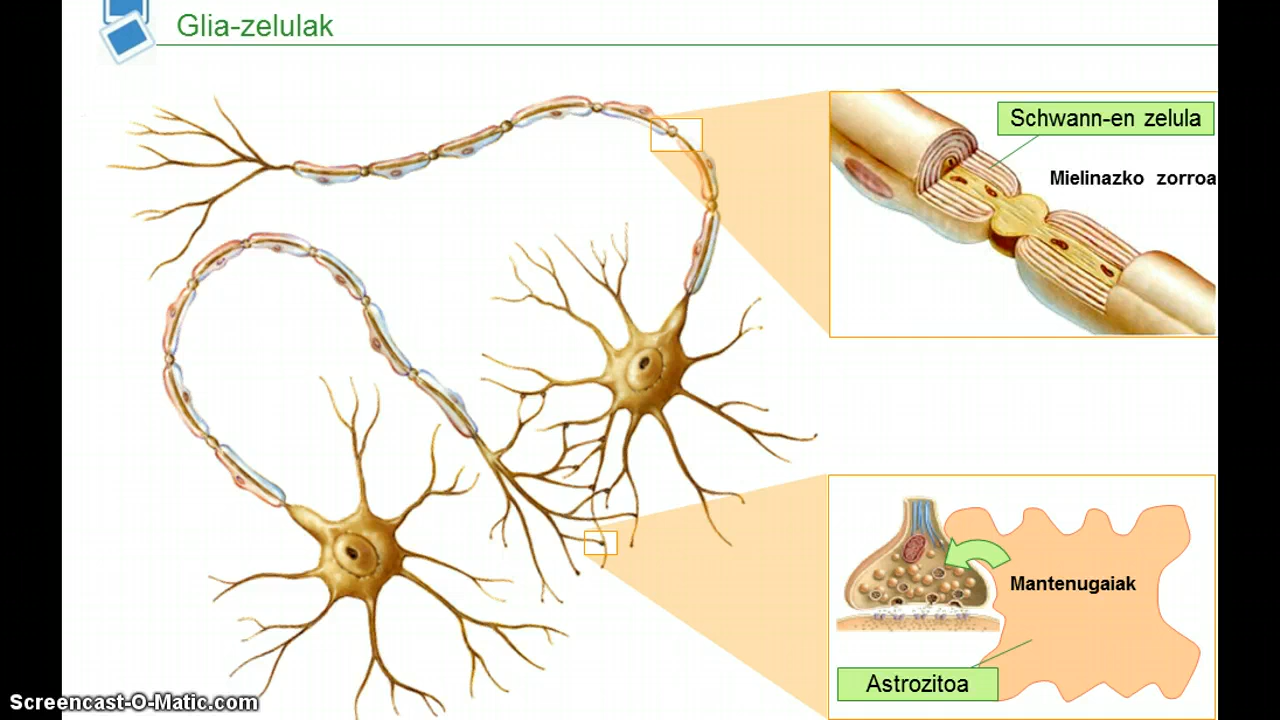 Glia-zelulak
Schwann-en zelula
Mielinazko zorroa
Mantenugaiak
Astrozitoa
Screencast-O-Matic.com